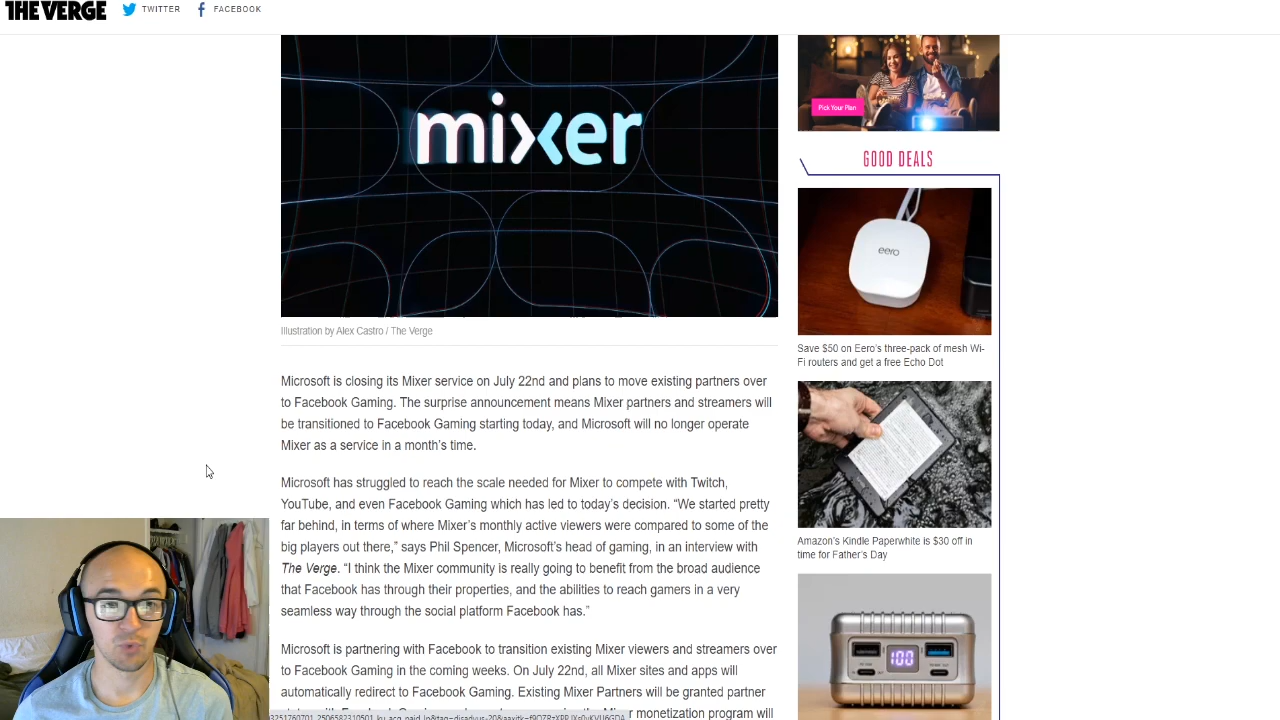 THE VERGE
TWITTER
FACEBOOK
mixer
Illustration by Alex Castro / The Verge
Microsoft is closing its Mixer service on July 22nd and plans to move existing partners over
to Facebook Gaming. The surprise announcement means Mixer partners and streamers will
be transitioned to Facebook Gaming starting today, and Microsoft will no longer operate
Mixer as a service in a month's time.
Microsoft has struggled to reach the scale needed for Mixer to compete with Twitch,
YouTube, and even Facebook Gaming which has led to today's decision. “We started pretty
far behind, in terms of where Mixer's monthly active viewers were compared to some of the
big players out there,” says Phil Spencer, Microsoft's head of gaming, in an interview with
The Verge. “I think the Mixer community is really going to benefit from the broad audience
that Facebook has through their properties, and the abilities to reach gamers in a very
seamless way through the social platform Facebook has.”
Microsoft is partnering with Facebook to transition existing Mixer viewers and streamers over
to Facebook Gaming in the coming weeks. On July 22nd, all Mixer sites and apps will
automatically redirect to Facebook Gaming. Existing Mixer Partners will be granted partner
monetization program will
Pick Your Plan
GOOD DEALS
eero
Save $50 on Eero's three-pack of mesh Wi-
Fi routers and get a free Echo Dot
Amazon's Kindle Paperwhite is $30 off in
time for Father's Day
100